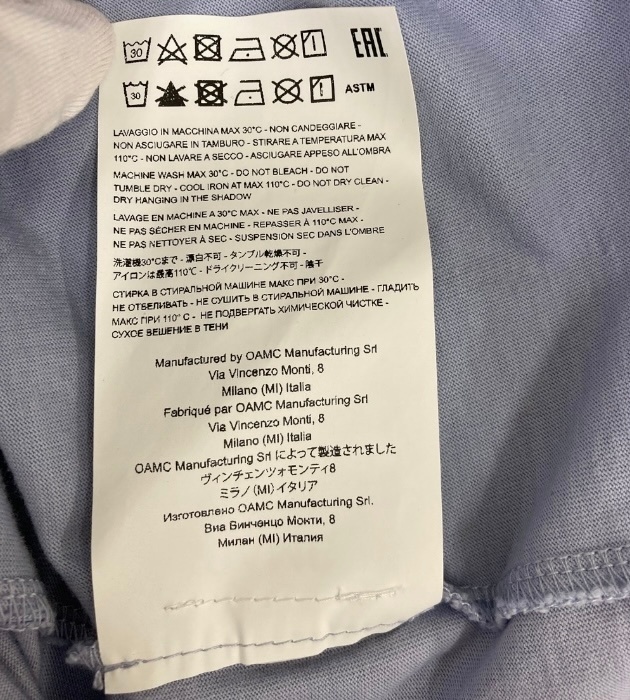 30 EAC
30 ASTM
LAVAGGIO IN MACCHINA MAX 30°C - NON CANDEGGIARE -
NON ASCIUGARE IN TAMBURO - STIRARE A TEMPERATURA MAX
110°C - NON LAVARE A SECCO - ASCIUGARE APPESO ALL'OMBRA
MACHINE WASH MAX 30°C - DO NOT BLEACH - DO NOT
TUMBLE DRY - COOL IRON AT MAX 110°C - DO NOT DRY CLEAN -
DRY HANGING IN THE SHADOW
LAVAGE EN MACHINE A 30°C MAX - NE PAS JAVELLISER -
NE PAS SÉCHER EN MACHINE - REPASSER À 110°C MAX -
NE PAS NETTOYER À SEC - SUSPENSION SEC DANS L'OMBRE
洗濯機30°Cまで - 漂白不可 - タンブル乾燥不可 -
アイロンは最高110℃ - ドライクリーニング不可 - 陰干
СТИРКА В СТИРАЛЬНОЙ МАШИНЕ МАКС ПРИ 30°C -
НЕ ОТБЕЛИВАТЬ - НЕ СУШИТЬ В СТИРАЛЬНОЙ МАШИНЕ - ГЛАДИТЬ
МАКС ПРИ 110° C - НЕ ПОДВЕРГАТЬ ХИМИЧЕСКОЙ ЧИСТКЕ -
СУХОЕ ВЕШЕНИЕ В ТЕНИ
Manufactured by OAMC Manufacturing Srl
Via Vincenzo Monti, 8
Milano (MI) Italia
Fabriqué par OAMC Manufacturing Srl
Via Vincenzo Monti, 8
Milano (MI) Italia
OAMC Manufacturing Srl によって製造されました
ヴィンチェンツォモンティ8
ミラノ(MI)イタリア
Изготовлено OAMC Manufacturing Srl.
Виа Винченцо Монти, 8
Милан (MI) Италия